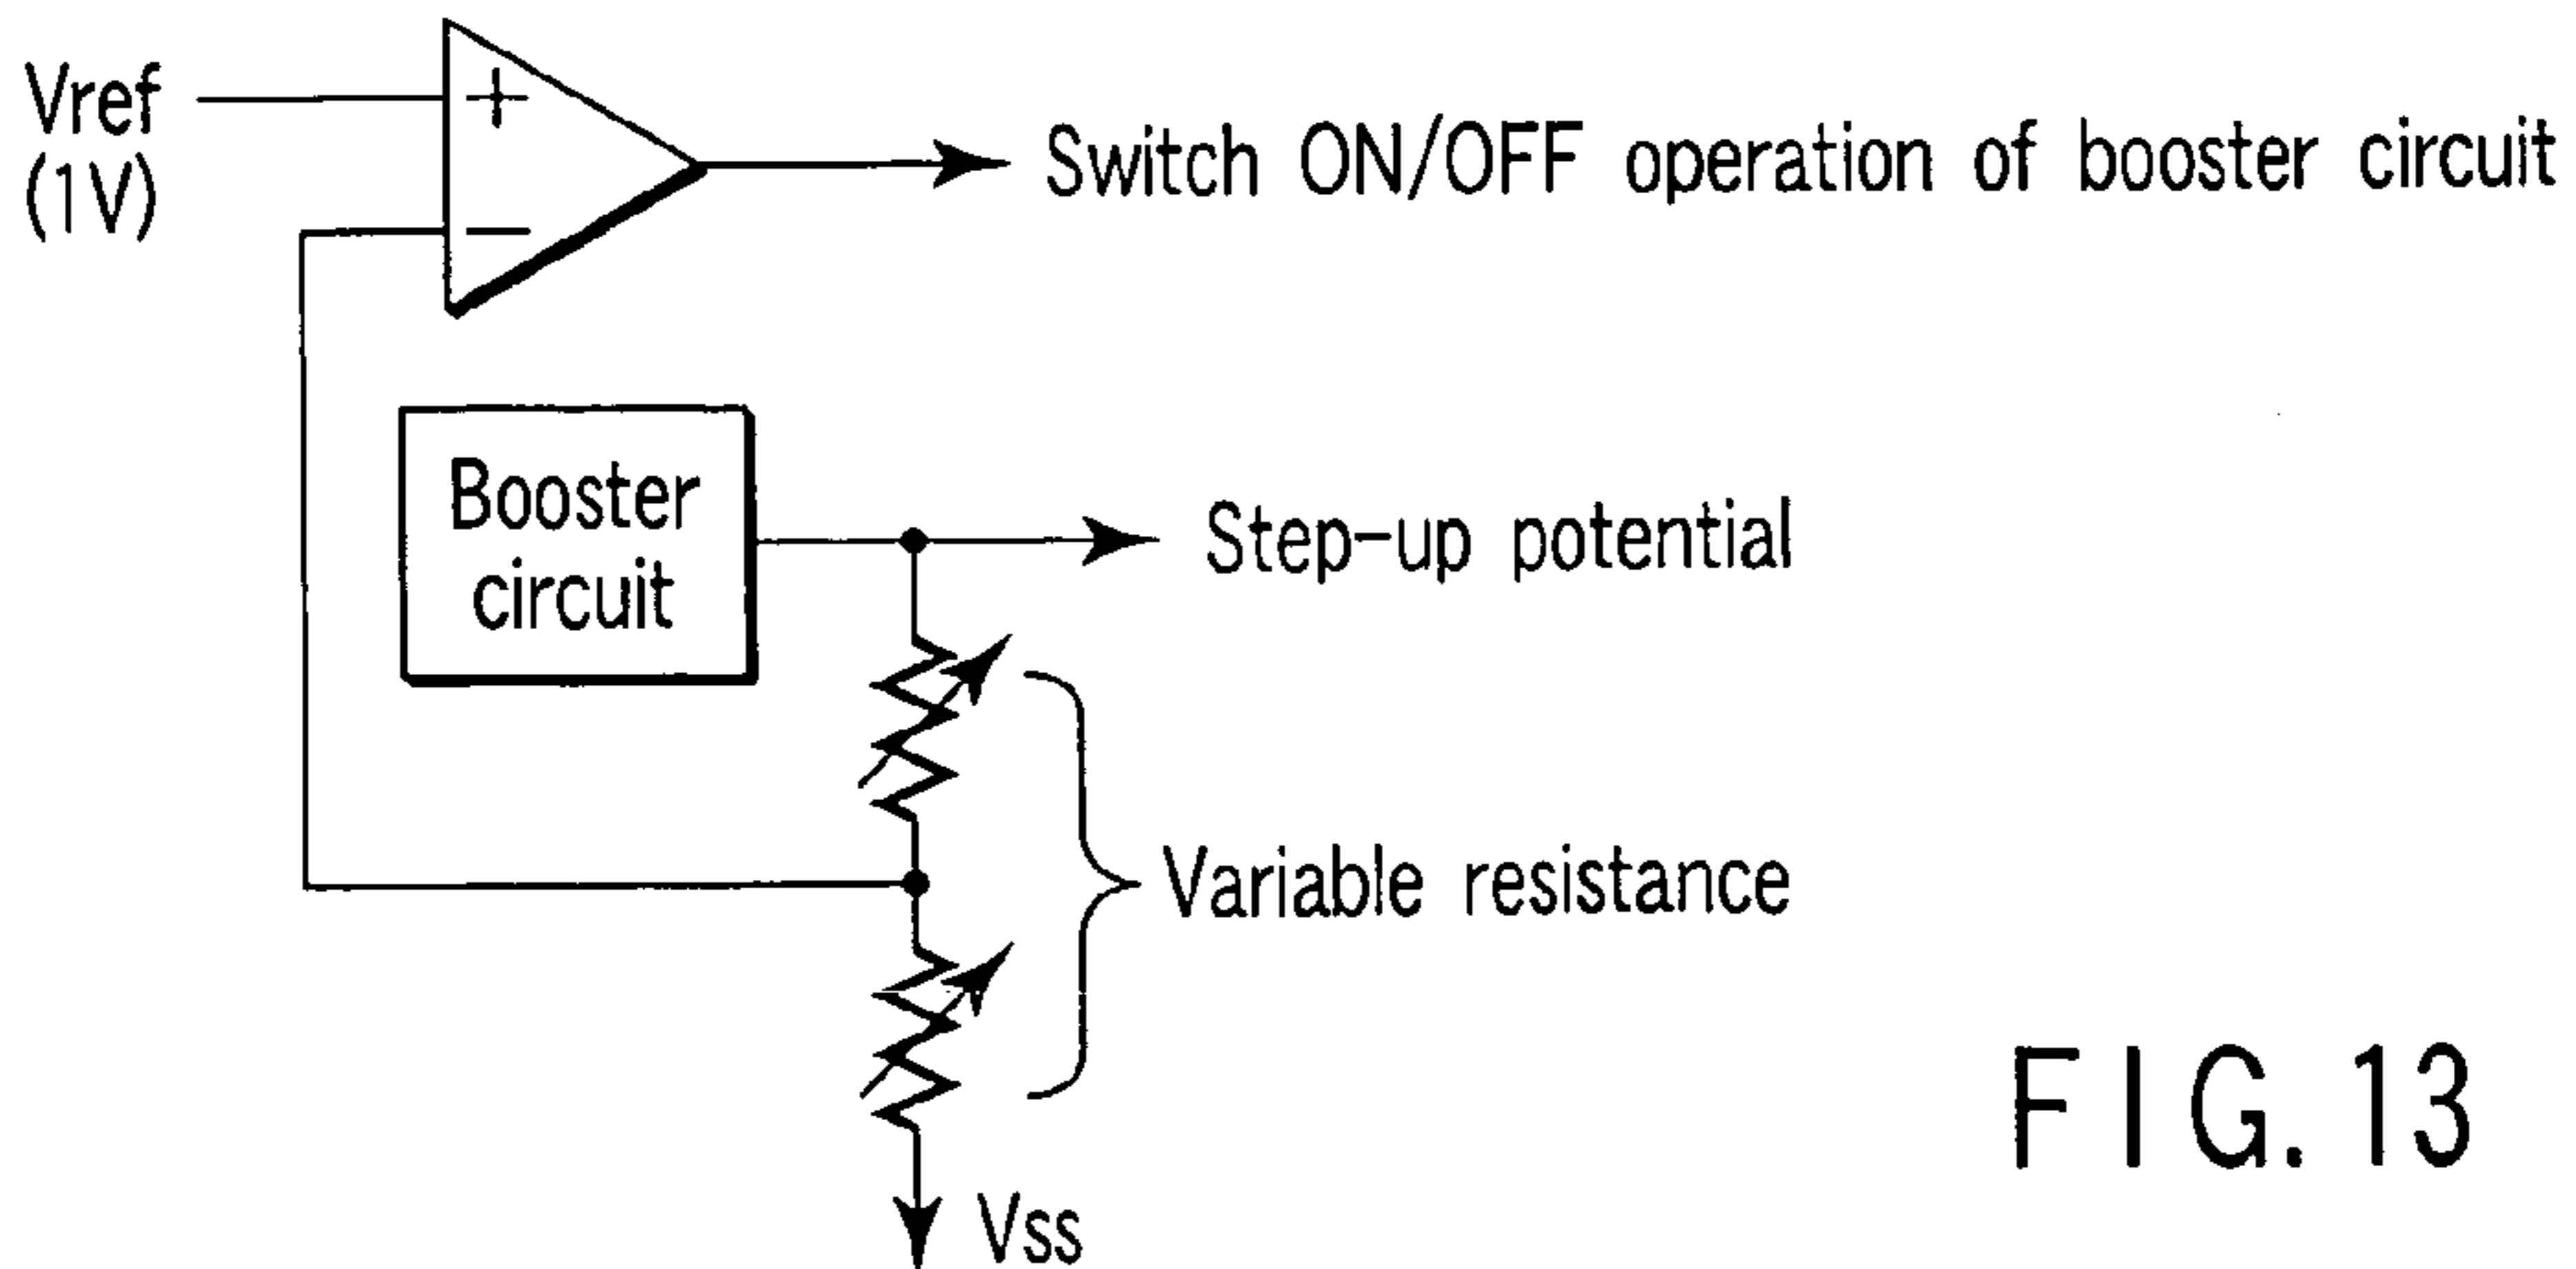 Vref
(1V)
+
−
Switch ON/OFF operation of booster circuit
Booster
circuit
Step-up potential
Variable resistance
Vss
FIG. 13